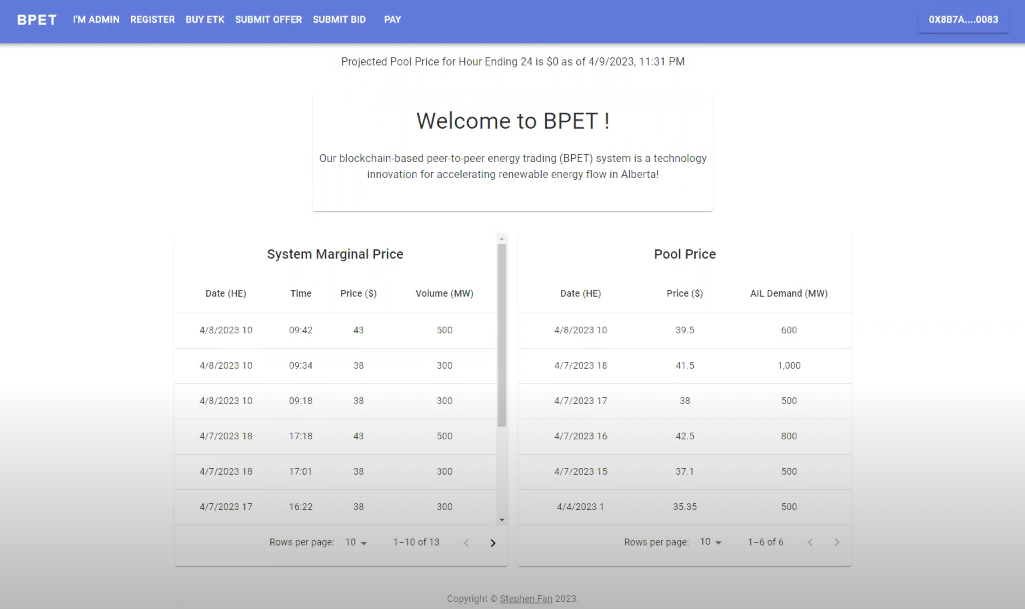 BPET I'M ADMIN REGISTER BUY ETK SUBMIT OFFER SUBMIT BID PAY 0X8B7A....0083
Projected Pool Price for Hour Ending 24 is $0 as of 4/9/2023, 11:31 PM
Welcome to BPET !
Our blockchain-based peer-to-peer energy trading (BPET) system is a technology
innovation for accelerating renewable energy flow in Alberta!
System Marginal Price
Date (HE) Time Price ($) Volume (MW)
4/8/2023 10 09:42 43 500
4/8/2023 10 09:34 38 300
4/8/2023 10 09:18 38 300
4/7/2023 18 17:18 43 500
4/7/2023 18 17:01 38 300
4/7/2023 17 16:22 38 300
Rows per page: 10 1–10 of 13
Pool Price
Date (HE) Price ($) AIL Demand (MW)
4/8/2023 10 39.5 600
4/7/2023 18 41.5 1,000
4/7/2023 17 38 500
4/7/2023 16 42.5 800
4/7/2023 15 37.1 500
4/4/2023 1 35.35 500
Rows per page: 10 1–6 of 6
Copyright © Stephen Fan 2023.